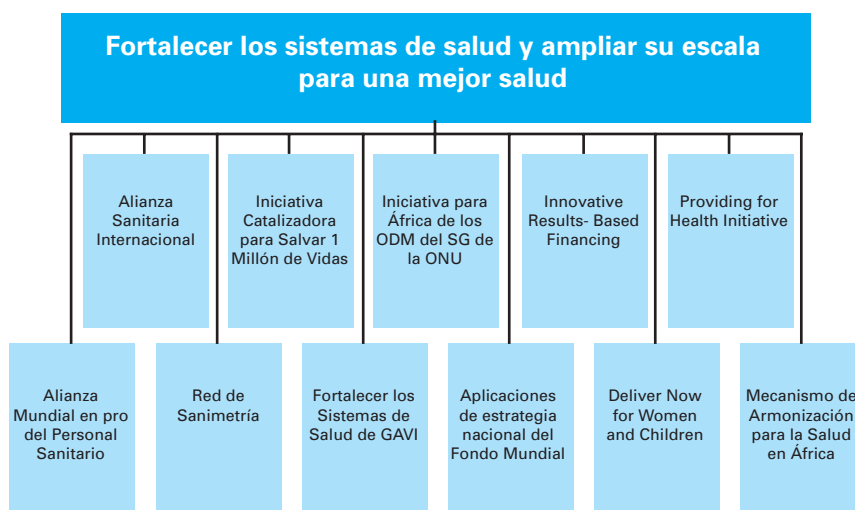 Fortalecer los sistemas de salud y ampliar su escala
para una mejor salud
Alianza
Sanitaria
Internacional
Iniciativa
Catalizadora
para Salvar 1
Millón de Vidas
Iniciativa para
África de los
ODM del SG de
la ONU
Innovative
Results- Based
Financing
Providing for
Health Initiative
Alianza
Mundial en pro
del Personal
Sanitario
Red de
Sanimetría
Fortalecer los
Sistemas de
Salud de GAVI
Aplicaciones
de estrategia
nacional del
Fondo Mundial
Deliver Now
for Women
and Children
Mecanismo de
Armonización
para la Salud
en África